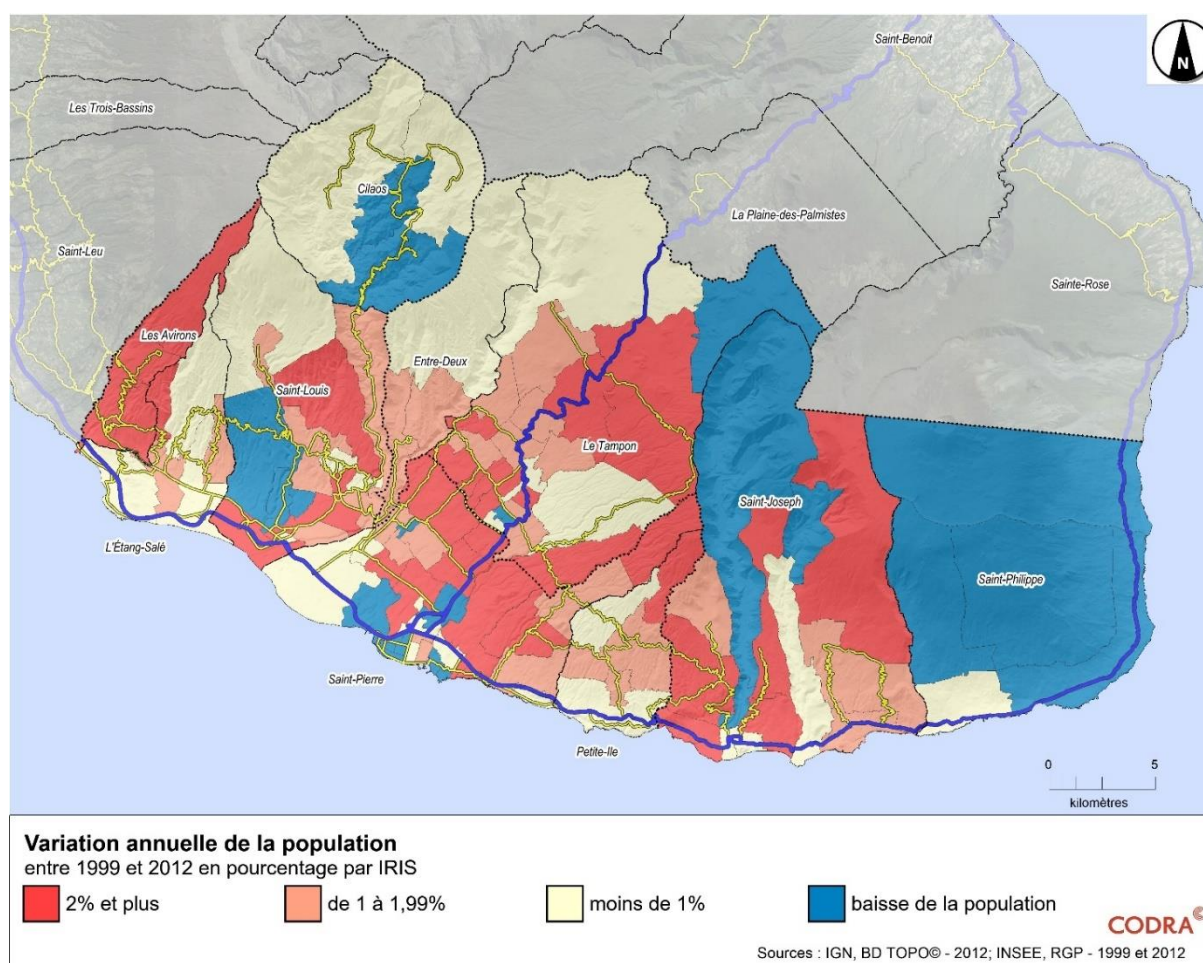 Saint-Benoit
N
Les Trois-Bassins
Cilaos
La Plaine-des-Palmistes
Saint-Leu
Sainte-Rose
Les Avirons
Entre-Deux
Saint-Louis
Le Tampon
Saint-Joseph
L'Étang-Salé
Saint-Philippe
Saint-Pierre
Petite-Ile
0 5
kilomètres
Variation annuelle de la population
entre 1999 et 2012 en pourcentage par IRIS
2% et plus de 1 à 1,99% moins de 1% baisse de la population
CODRA
Sources : IGN, BD TOPO© - 2012; INSEE, RGP - 1999 et 2012